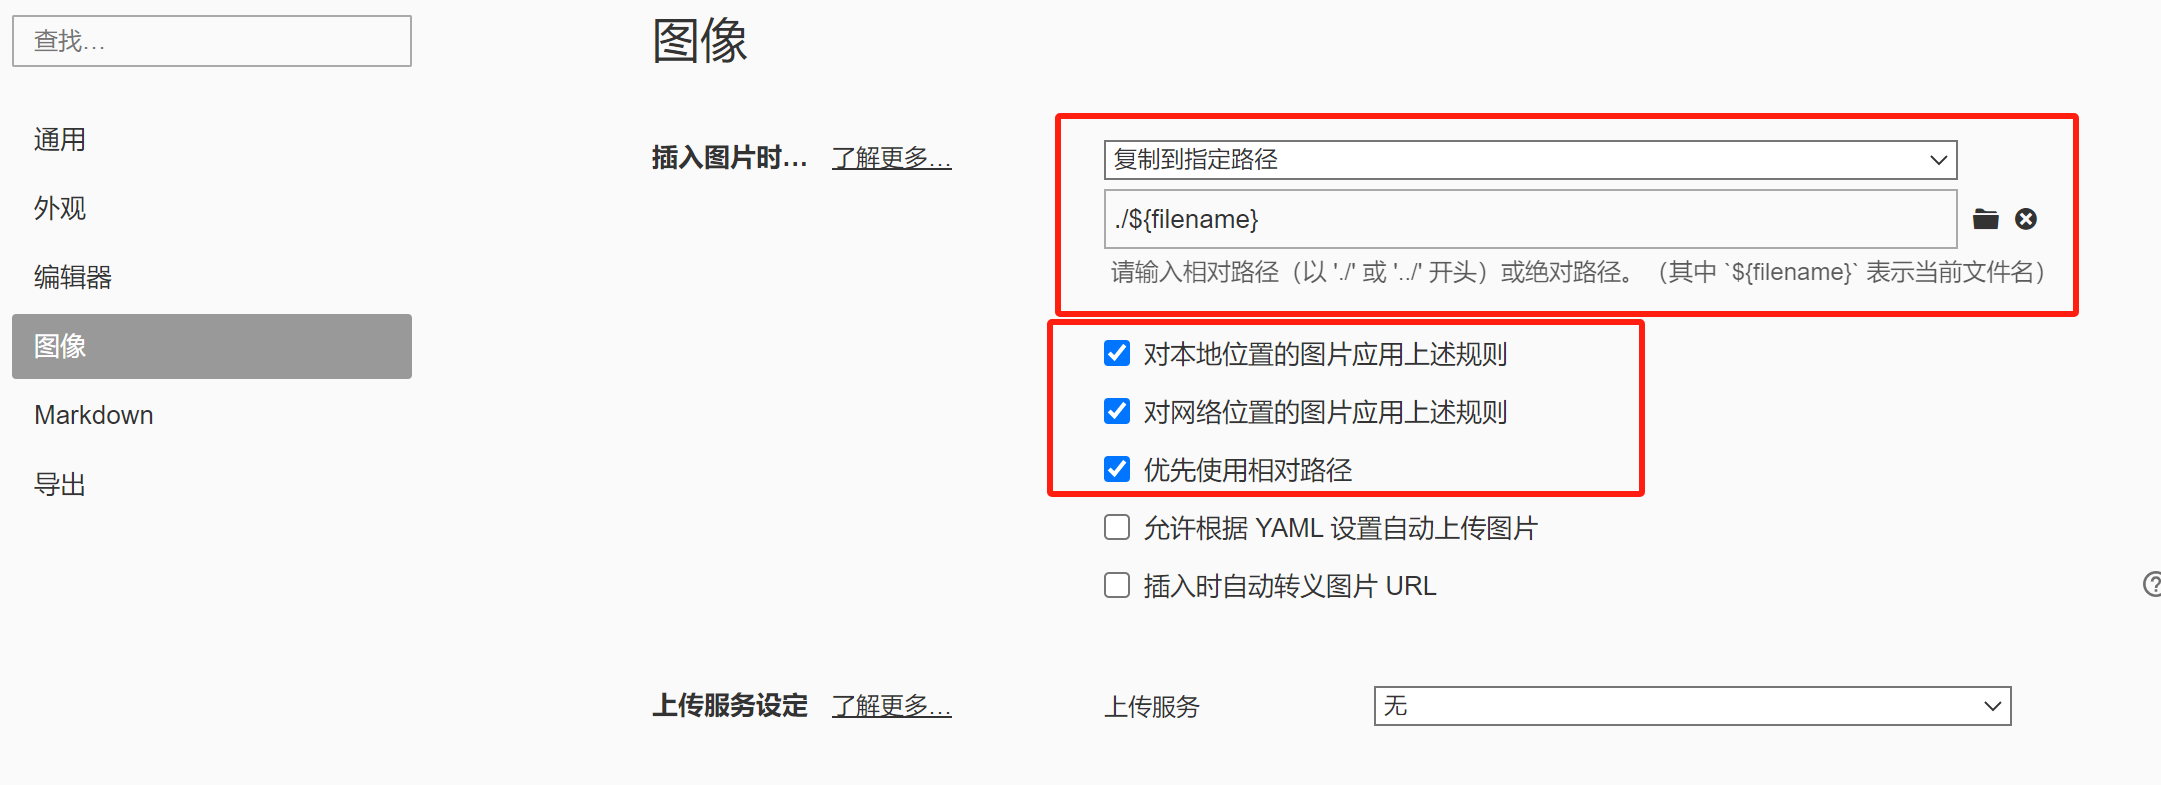 查找...
通用
外观
编辑器
图像
Markdown
导出
图像
插入图片时... 了解更多...
复制到指定路径
./${filename}
请输入相对路径（以 './' 或 '../' 开头）或绝对路径。（其中 `${filename}` 表示当前文件名）
对本地位置的图片应用上述规则
对网络位置的图片应用上述规则
优先使用相对路径
允许根据 YAML 设置自动上传图片
插入时自动转义图片 URL
上传服务设定 了解更多...
上传服务 无